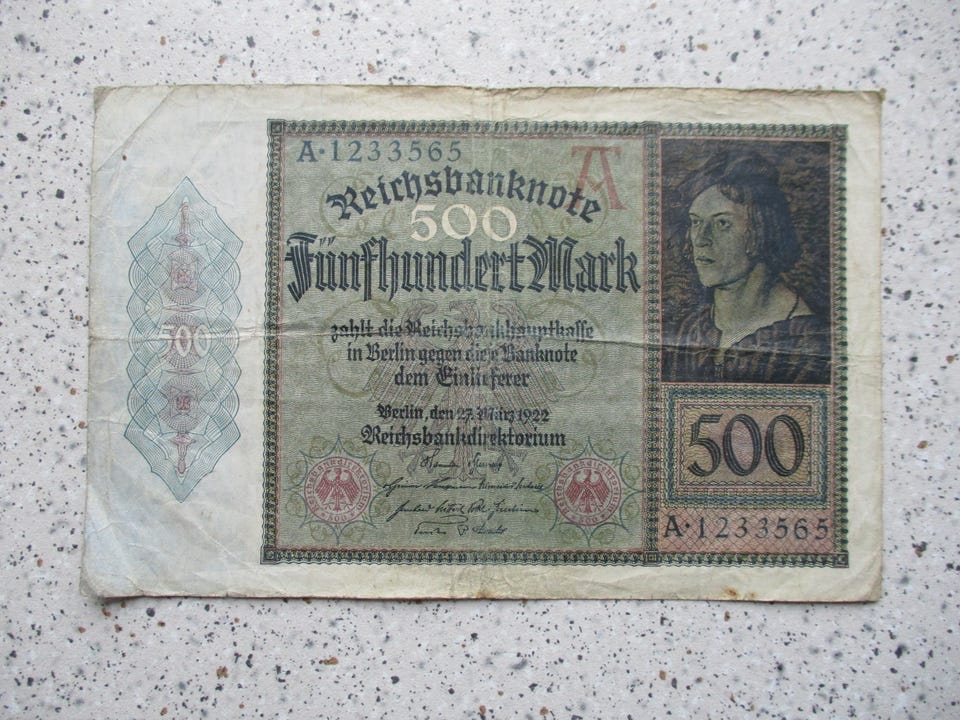 A·1233565
A
Reichsbanknote
500
Fünfhundert Mark
zahlt die Reichsbankhauptkasse
in Berlin gegen diese Banknote
dem Einlieferer
Berlin, den 27. März 1922
Reichsbankdirektorium
500
500
A·1233565